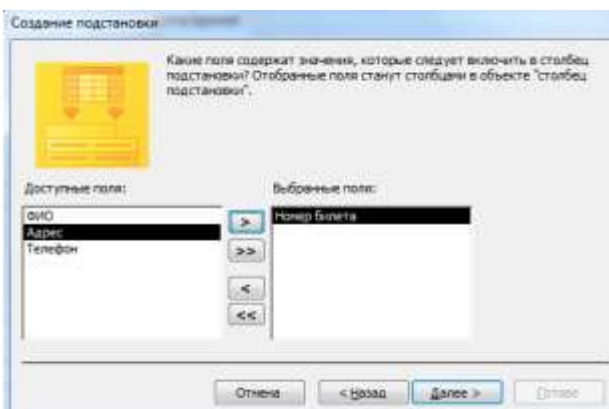 Создание подстановки
Какие поля содержат значения, которые следует включить в столбец
подстановки? Отобранные поля станут столбцами в объекте "столбец
подстановки".
Доступные поля:
Выбранные поля:
ФИО
Адрес
Телефон
Номер билета
>
>>
<
<<
Отмена
< Назад
Далее >
Готово